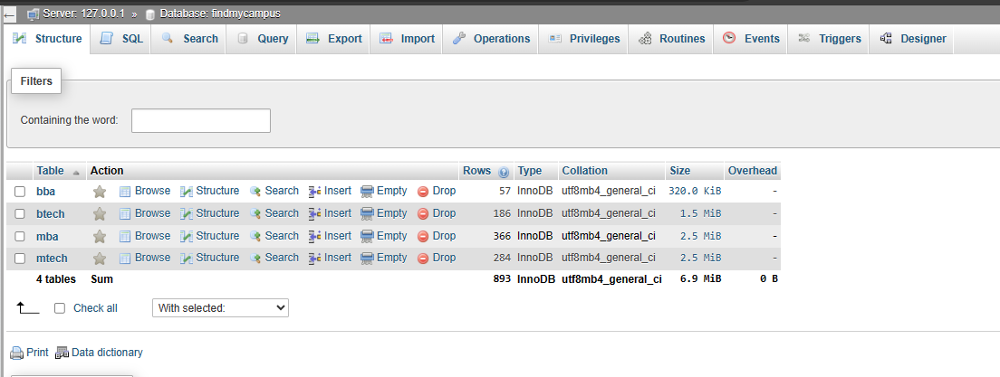 Server: 127.0.0.1 » Database: findmycampus
Structure SQL Search Query Export Import Operations Privileges Routines Events Triggers Designer
Filters
Containing the word:
Table Action Rows Type Collation Size Overhead
bba Browse Structure Search Insert Empty Drop 57 InnoDB utf8mb4_general_ci 320.0 KiB -
btech Browse Structure Search Insert Empty Drop 186 InnoDB utf8mb4_general_ci 1.5 MiB -
mba Browse Structure Search Insert Empty Drop 366 InnoDB utf8mb4_general_ci 2.5 MiB -
mtech Browse Structure Search Insert Empty Drop 284 InnoDB utf8mb4_general_ci 2.5 MiB -
4 tables Sum 893 InnoDB utf8mb4_general_ci 6.9 MiB 0 B
Check all With selected:
Print Data dictionary